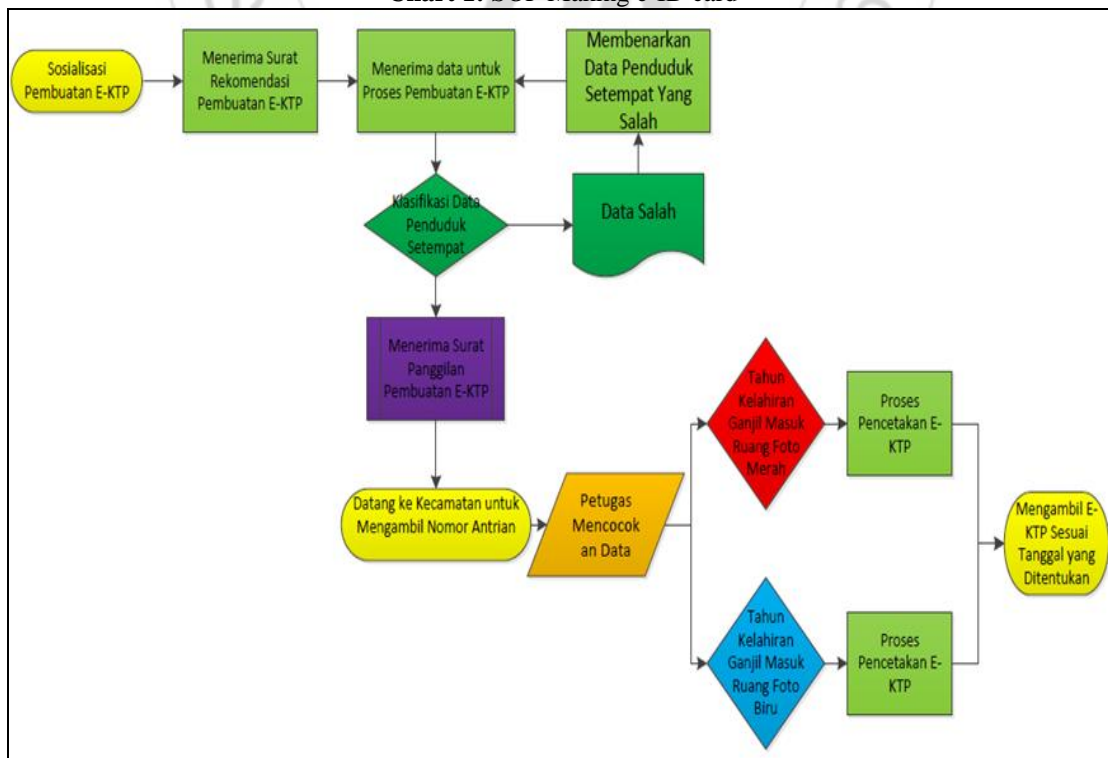 Sosialisasi
Pembuatan E-KTP
Menerima Surat
Rekomendasi
Pembuatan E-KTP
Menerima data untuk
Proses Pembuatan E-KTP
Membenarkan
Data Penduduk
Setempat Yang
Salah
Klasifikasi Data
Penduduk
Setempat
Data Salah
Menerima Surat
Panggilan
Pembuatan E-KTP
Datang ke Kecamatan untuk
Mengambil Nomor Antrian
Petugas
Mencocok
an Data
Tahun
Kelahiran
Ganjil Masuk
Ruang Foto
Merah
Proses
Pencetakan E-
KTP
Tahun
Kelahiran
Ganjil Masuk
Ruang Foto
Biru
Proses
Pencetakan E-
KTP
Mengambil E-
KTP Sesuai
Tanggal yang
Ditentukan